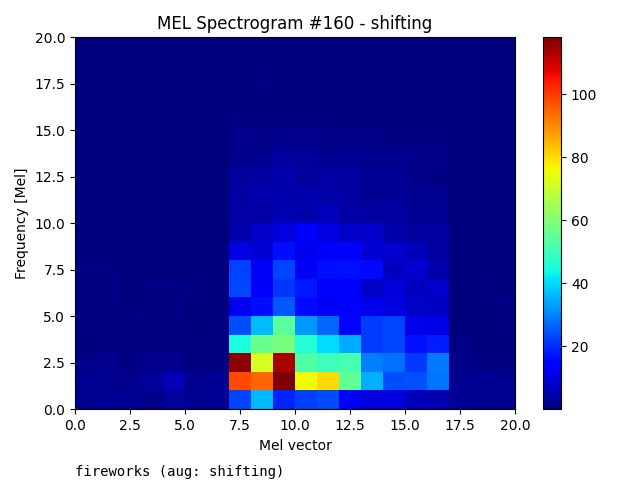 MEL Spectrogram #160 - shifting
20.0
17.5
15.0
12.5
10.0
7.5
5.0
2.5
0.0
Frequency [Mel]
0.0 2.5 5.0 7.5 10.0 12.5 15.0 17.5 20.0
Mel vector
100
80
60
40
20
fireworks (aug: shifting)